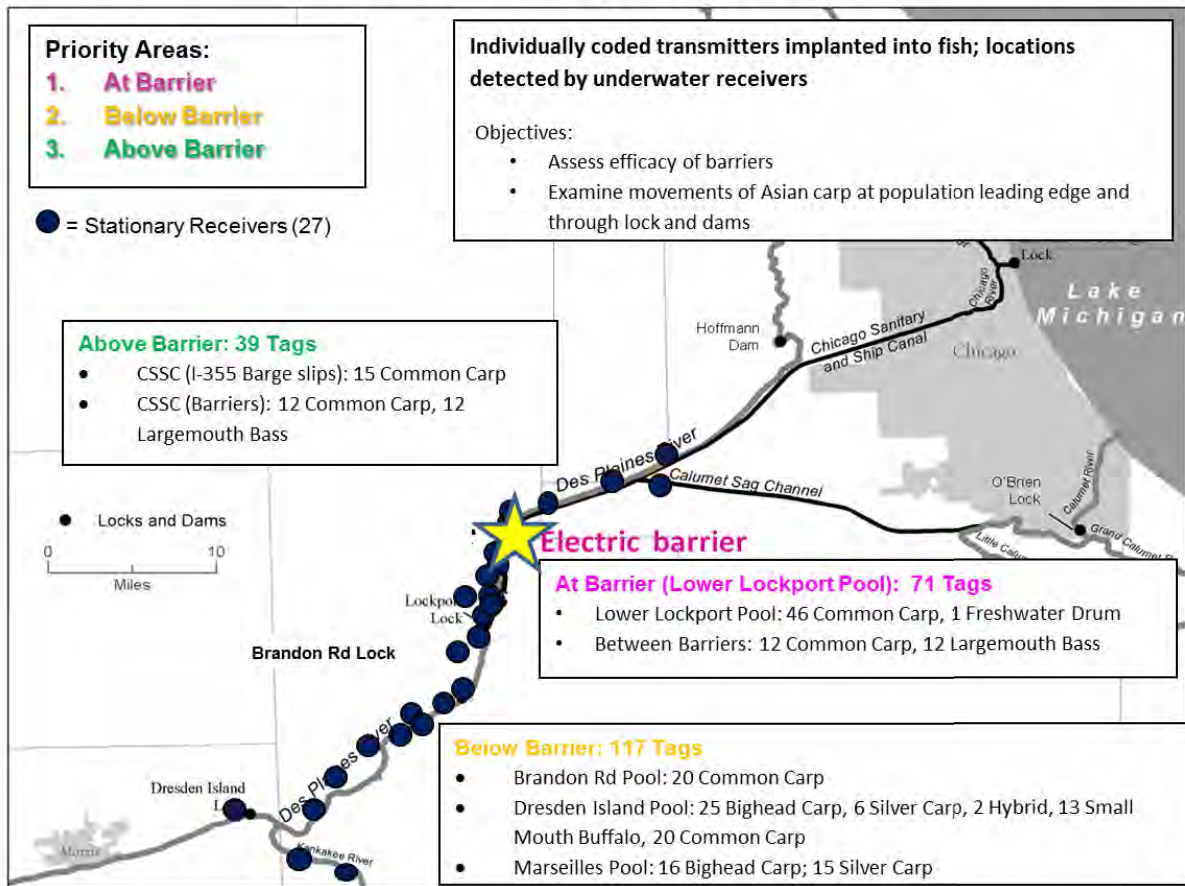 Priority Areas:
1. At Barrier
2. Below Barrier
3. Above Barrier
= Stationary Receivers (27)
Individually coded transmitters implanted into fish; locations
detected by underwater receivers
Objectives:
• Assess efficacy of barriers
• Examine movements of Asian carp at population leading edge and
through lock and dams
Lock
Chicago
River
Lake
Michigan
Hoffmann
Dam
Chicago Sanitary
and Ship Canal
Chicago
Above Barrier: 39 Tags
• CSSC (I-355 Barge slips): 15 Common Carp
• CSSC (Barriers): 12 Common Carp, 12
Largemouth Bass
Des Plaines River
Calumet Sag Channel
O'Brien
Lock
Calumet River
Grand Calumet
Little
Locks and Dams
0 10
Miles
Electric barrier
At Barrier (Lower Lockport Pool): 71 Tags
• Lower Lockport Pool: 46 Common Carp, 1 Freshwater Drum
• Between Barriers: 12 Common Carp, 12 Largemouth Bass
Lock
Brandon Rd Lock
Below Barrier: 117 Tags
• Brandon Rd Pool: 20 Common Carp
• Dresden Island Pool: 25 Bighead Carp, 6 Silver Carp, 2 Hybrid, 13 Small
Mouth Buffalo, 20 Common Carp
• Marseilles Pool: 16 Bighead Carp; 15 Silver Carp
Des Plaines River
Dresden Island
Morris
Kankakee River